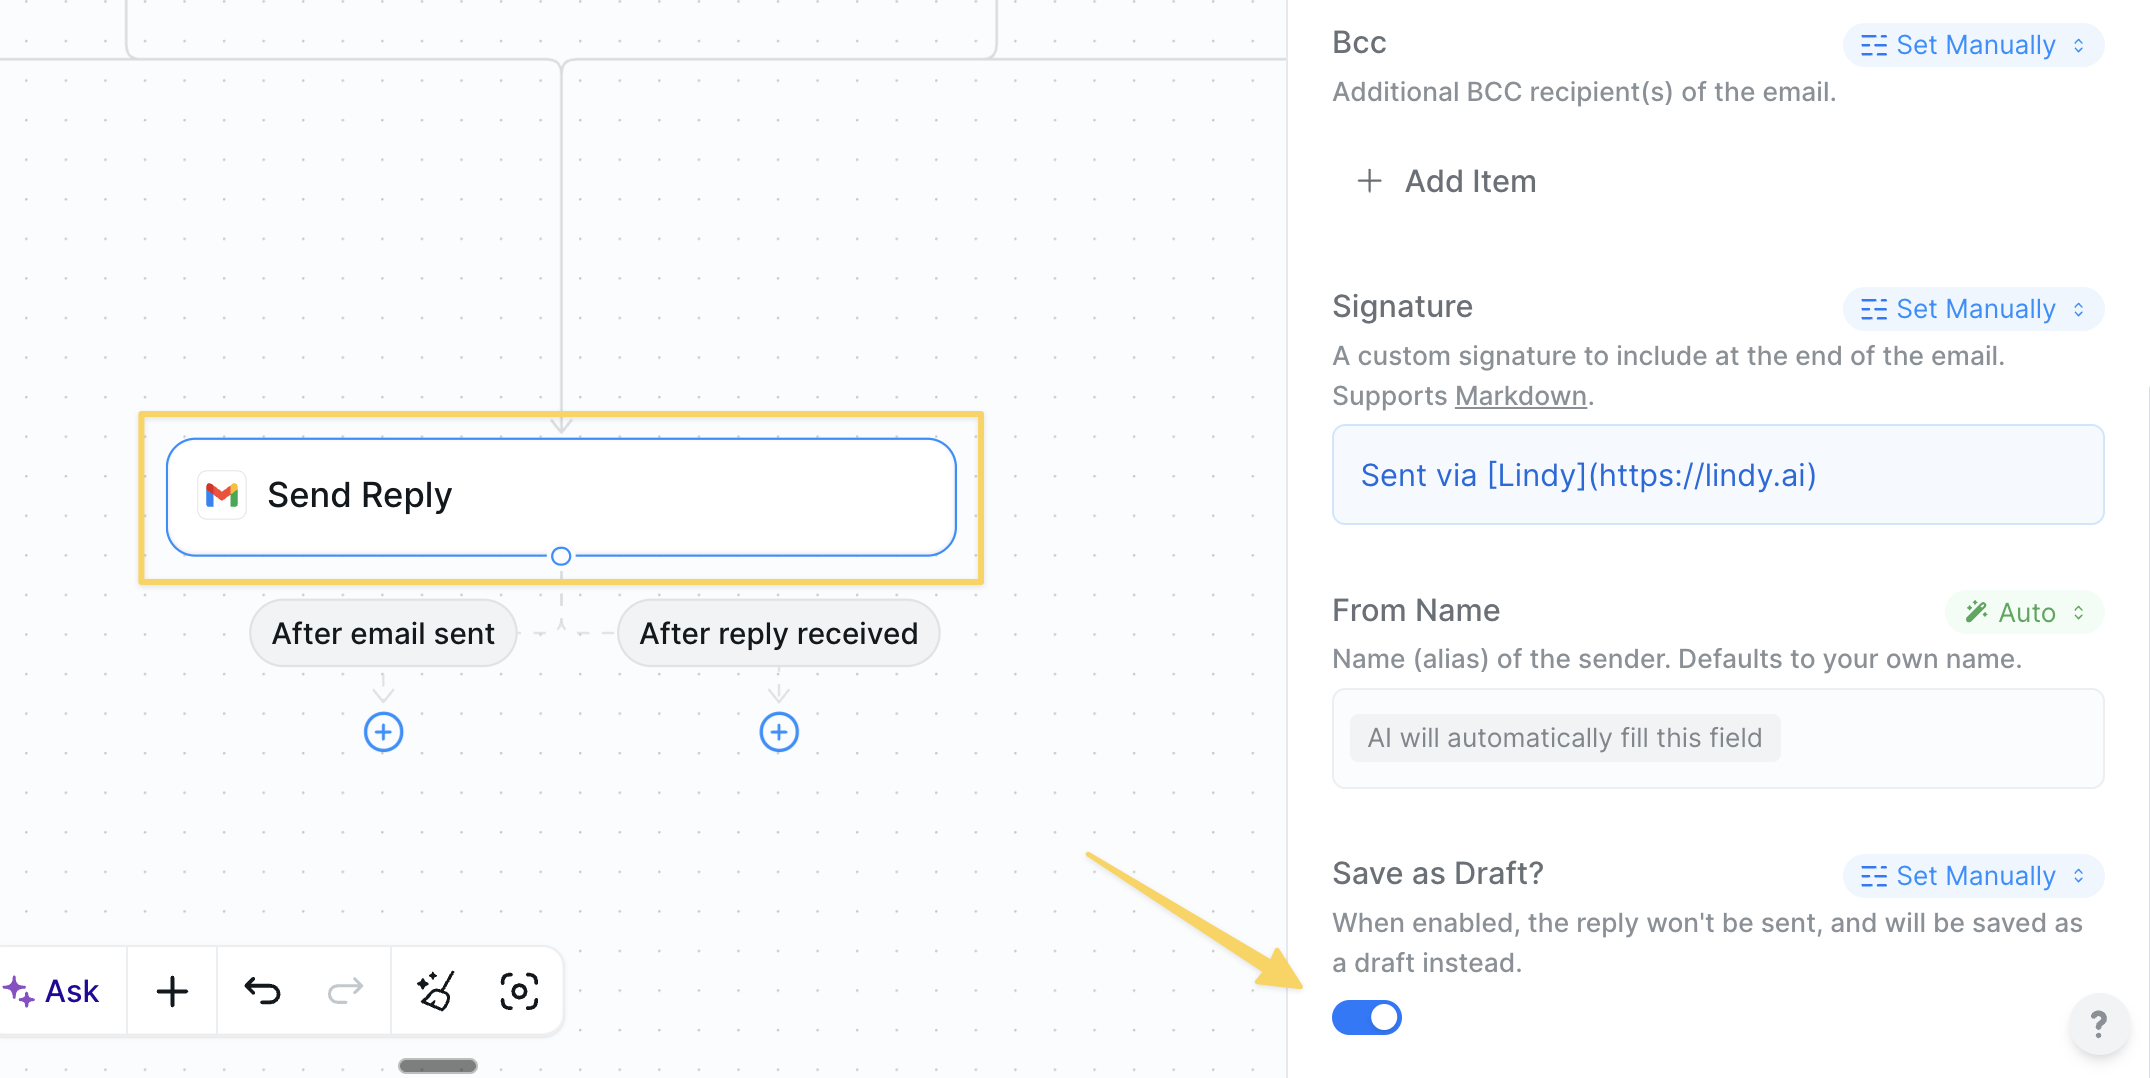 Send Reply
After email sent
After reply received
Ask
Bcc
Set Manually
Additional BCC recipient(s) of the email.
Add Item
Signature
Set Manually
A custom signature to include at the end of the email.
Supports Markdown.
Sent via [Lindy](https://lindy.ai)
From Name
Auto
Name (alias) of the sender. Defaults to your own name.
AI will automatically fill this field
Save as Draft?
Set Manually
When enabled, the reply won't be sent, and will be saved as
a draft instead.
?